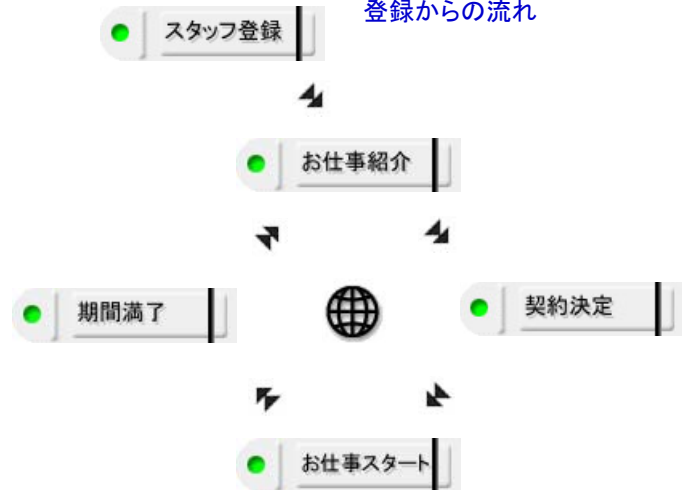 登録からの流れ
スタッフ登録
お仕事紹介
期間満了
契約決定
お仕事スタート